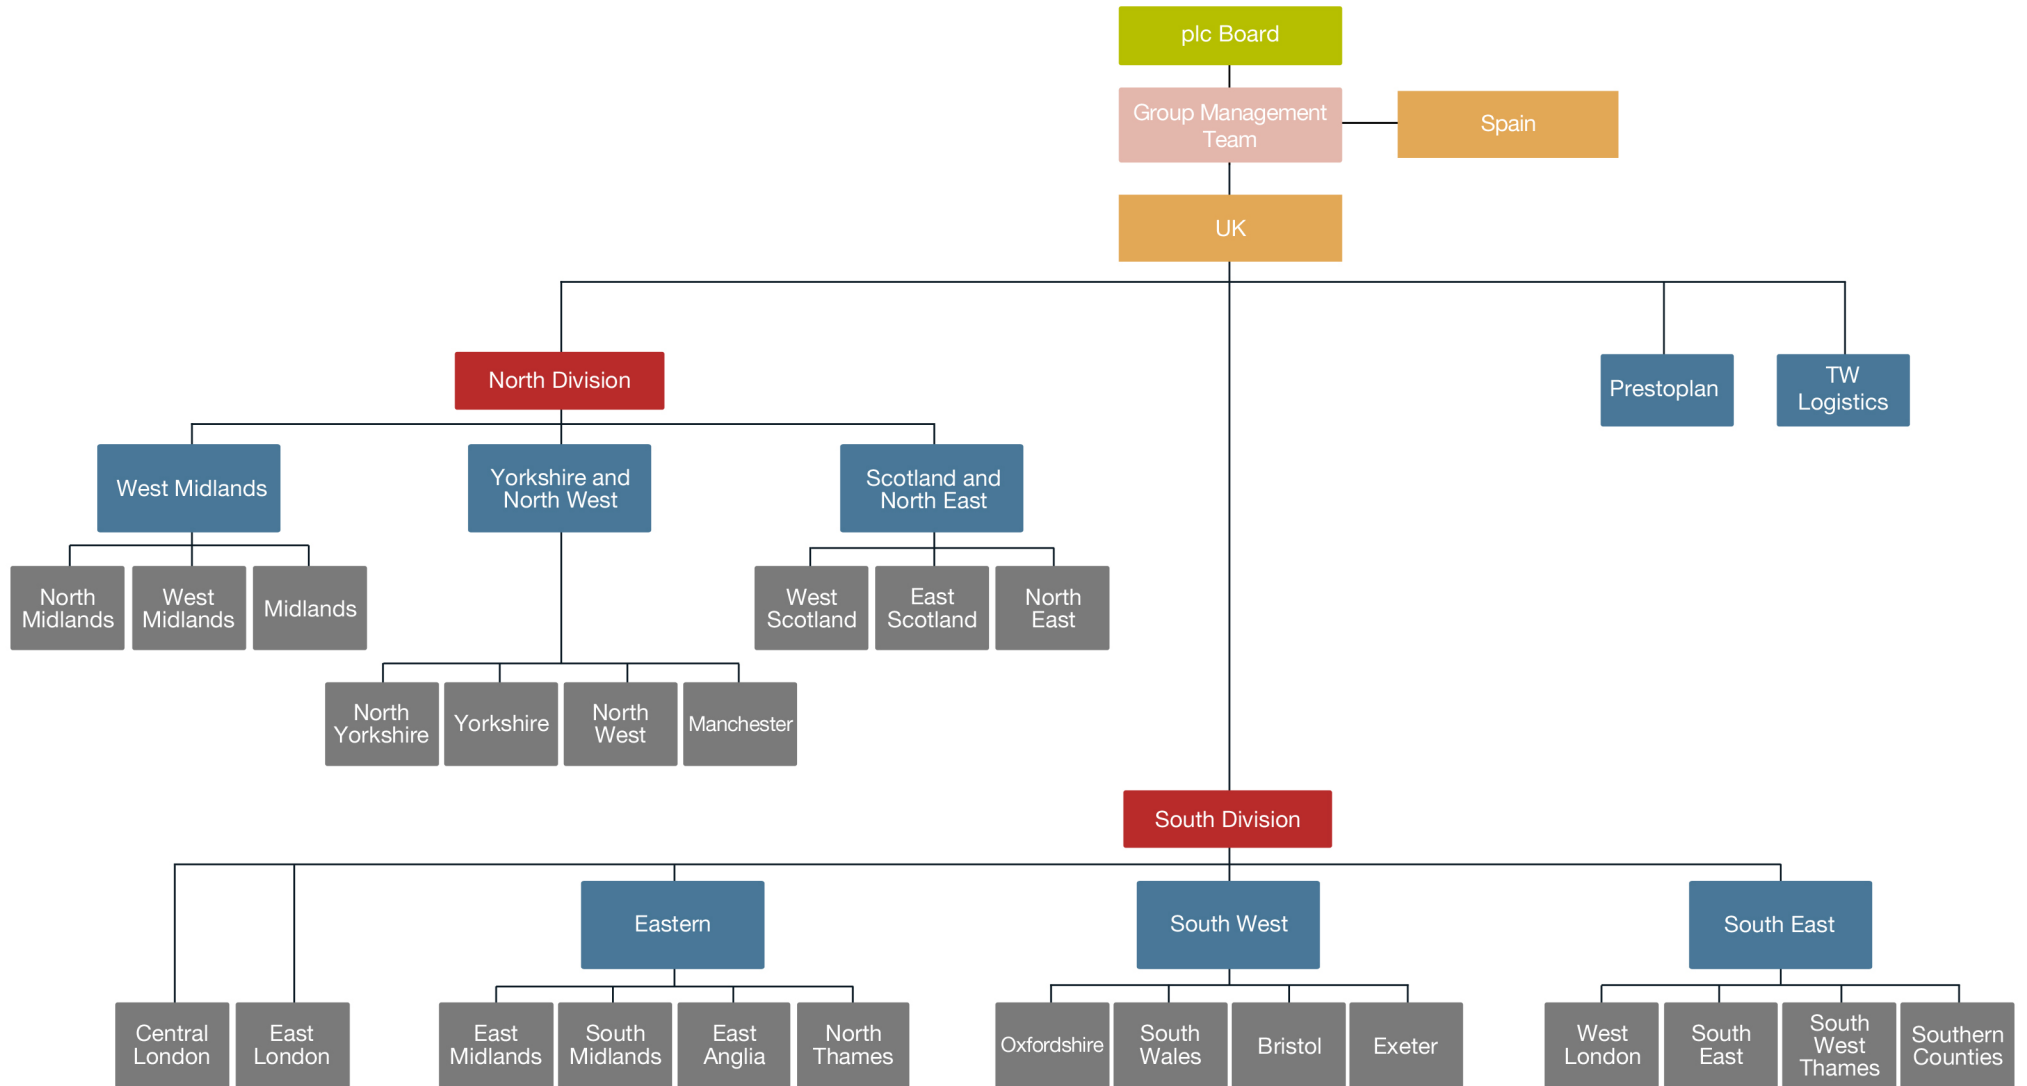 plc Board
Group Management
Team
Spain
UK
North Division
Prestoplan
TW
Logistics
West Midlands
Yorkshire and
North West
Scotland and
North East
North
Midlands
West
Midlands
Midlands
West
Scotland
East
Scotland
North
East
North
Yorkshire
Yorkshire
North
West
Manchester
South Division
Eastern
South West
South East
Central
London
East
London
East
Midlands
South
Midlands
East
Anglia
North
Thames
Oxfordshire
South
Wales
Bristol
Exeter
West
London
South
East
South
West
Thames
Southern
Counties